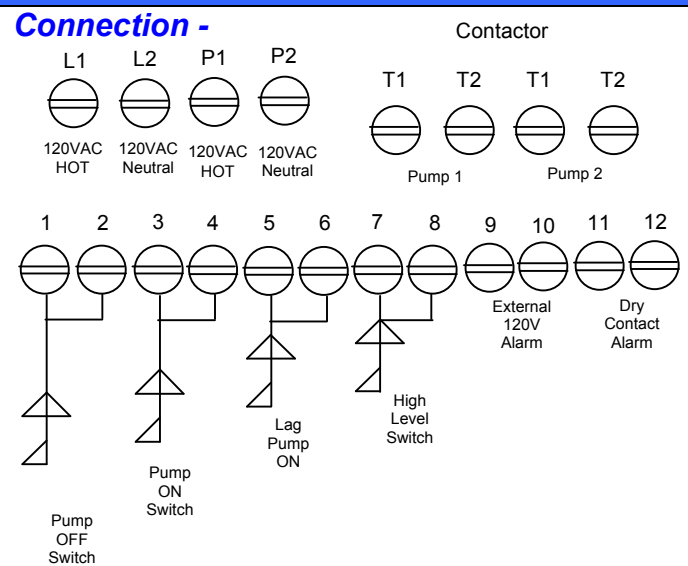 Connection -
Contactor
L1 L2 P1 P2
T1 T2 T1 T2
120VAC
HOT
120VAC
Neutral
120VAC
HOT
120VAC
Neutral
Pump 1
Pump 2
1 2 3 4 5 6 7 8 9 10 11 12
External
120V
Alarm
Dry
Contact
Alarm
High
Level
Switch
Lag
Pump
ON
Pump
ON
Switch
Pump
OFF
Switch